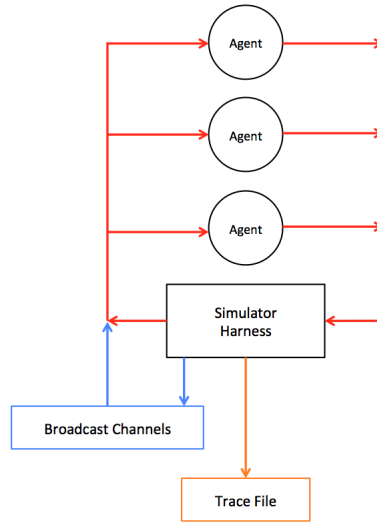 Agent
Agent
Agent
Simulator
Harness
Broadcast Channels
Trace File